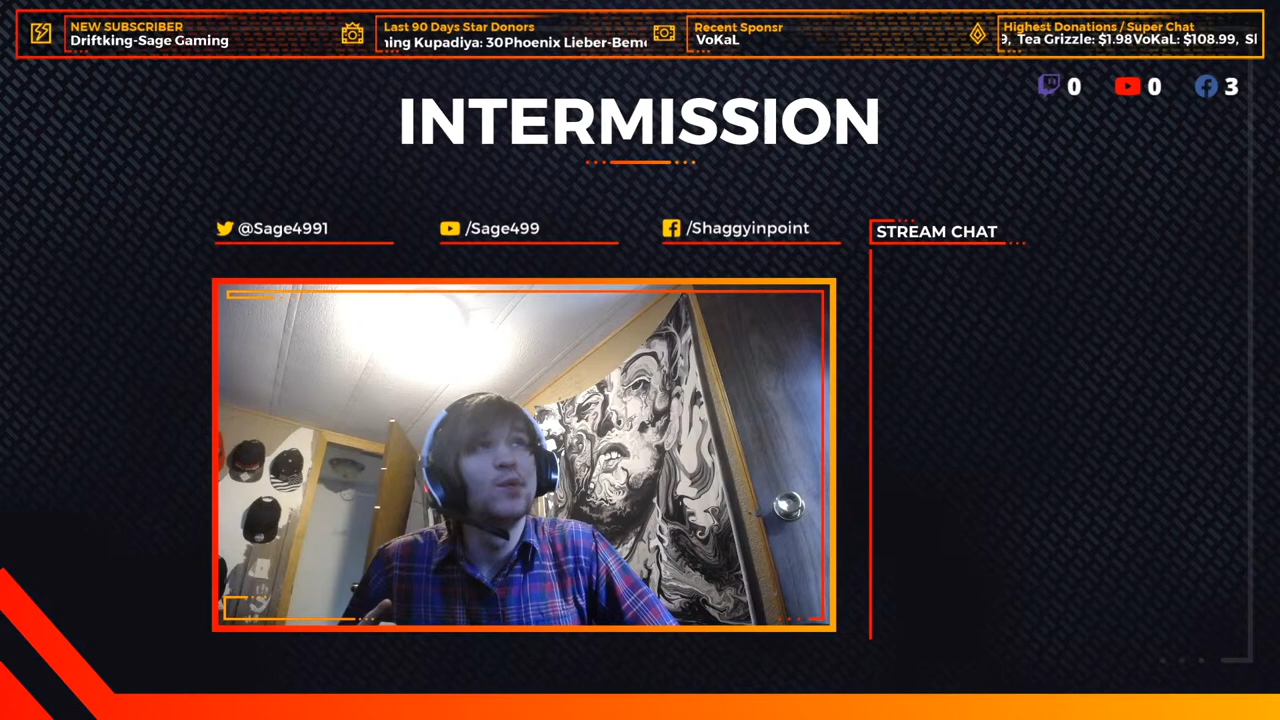 NEW SUBSCRIBER
Driftking-Sage Gaming
Last 90 Days Star Donors
Kupadiya: 30Phoenix Lieber-Bem
Recent Sponsr
VoKaL
Highest Donations / Super Chat
9, Tea Grizzle: $1.98VoKaL: $108.99,
0
0
3
INTERMISSION
@Sage4991
/Sage499
/Shaggyinpoint
STREAM CHAT